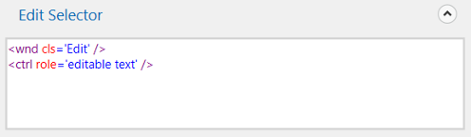 Edit Selector
<wnd cls='Edit' />
<ctrl role='editable text' />